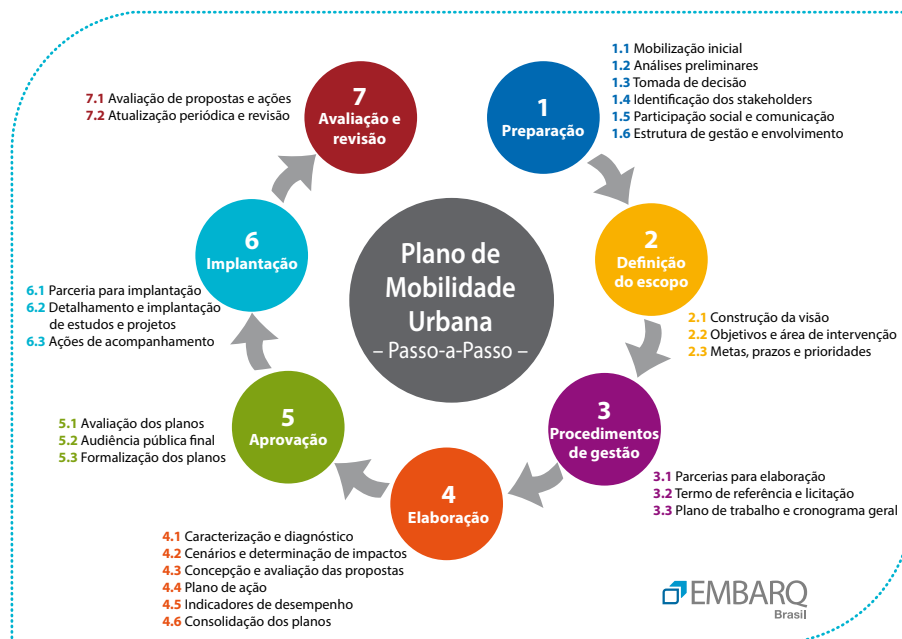 1
Preparação
1.1 Mobilização inicial
1.2 Análises preliminares
1.3 Tomada de decisão
1.4 Identificação dos stakeholders
1.5 Participação social e comunicação
1.6 Estrutura de gestão e envolvimento
2
Definição
do escopo
2.1 Construção da visão
2.2 Objetivos e área de intervenção
2.3 Metas, prazos e prioridades
3
Procedimentos
de gestão
3.1 Parcerias para elaboração
3.2 Termo de referência e licitação
3.3 Plano de trabalho e cronograma geral
4
Elaboração
4.1 Caracterização e diagnóstico
4.2 Cenários e determinação de impactos
4.3 Concepção e avaliação das propostas
4.4 Plano de ação
4.5 Indicadores de desempenho
4.6 Consolidação dos planos
5
Aprovação
5.1 Avaliação dos planos
5.2 Audiência pública final
5.3 Formalização dos planos
6
Implantação
6.1 Parceria para implantação
6.2 Detalhamento e implantação
de estudos e projetos
6.3 Ações de acompanhamento
7
Avaliação e
revisão
7.1 Avaliação de propostas e ações
7.2 Atualização periódica e revisão
Plano de
Mobilidade
Urbana
– Passo-a-Passo –
EMBARQ
Brasil